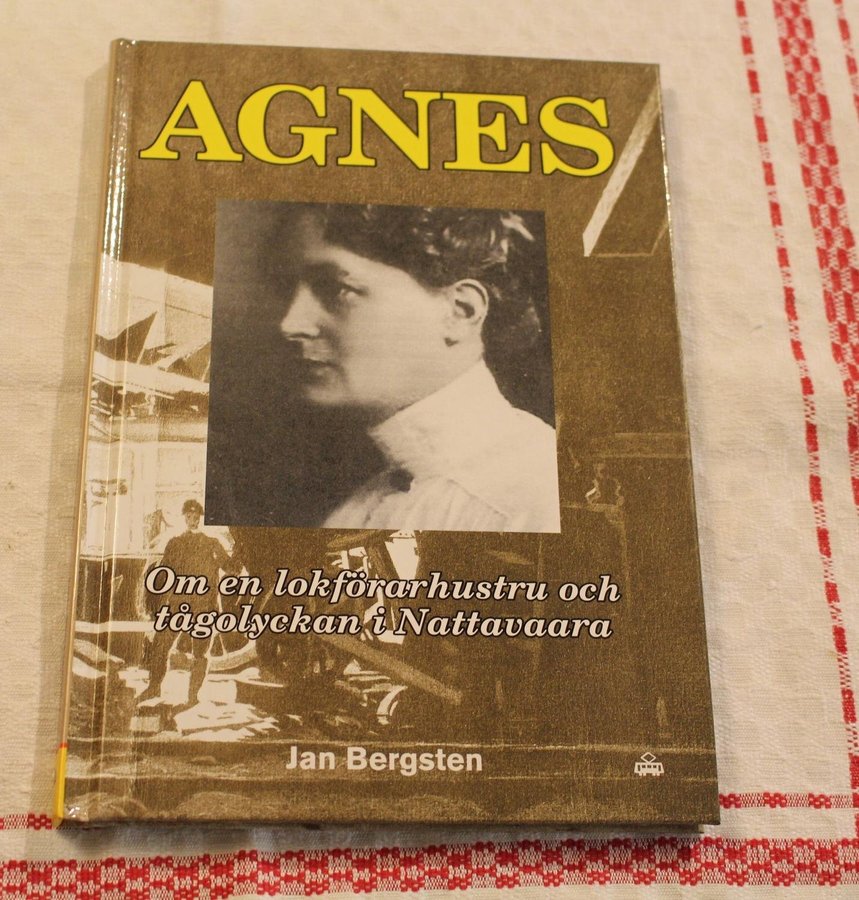 AGNES
Om en lokförarhustru och
tågolyckan i Nattavaara
Jan Bergsten